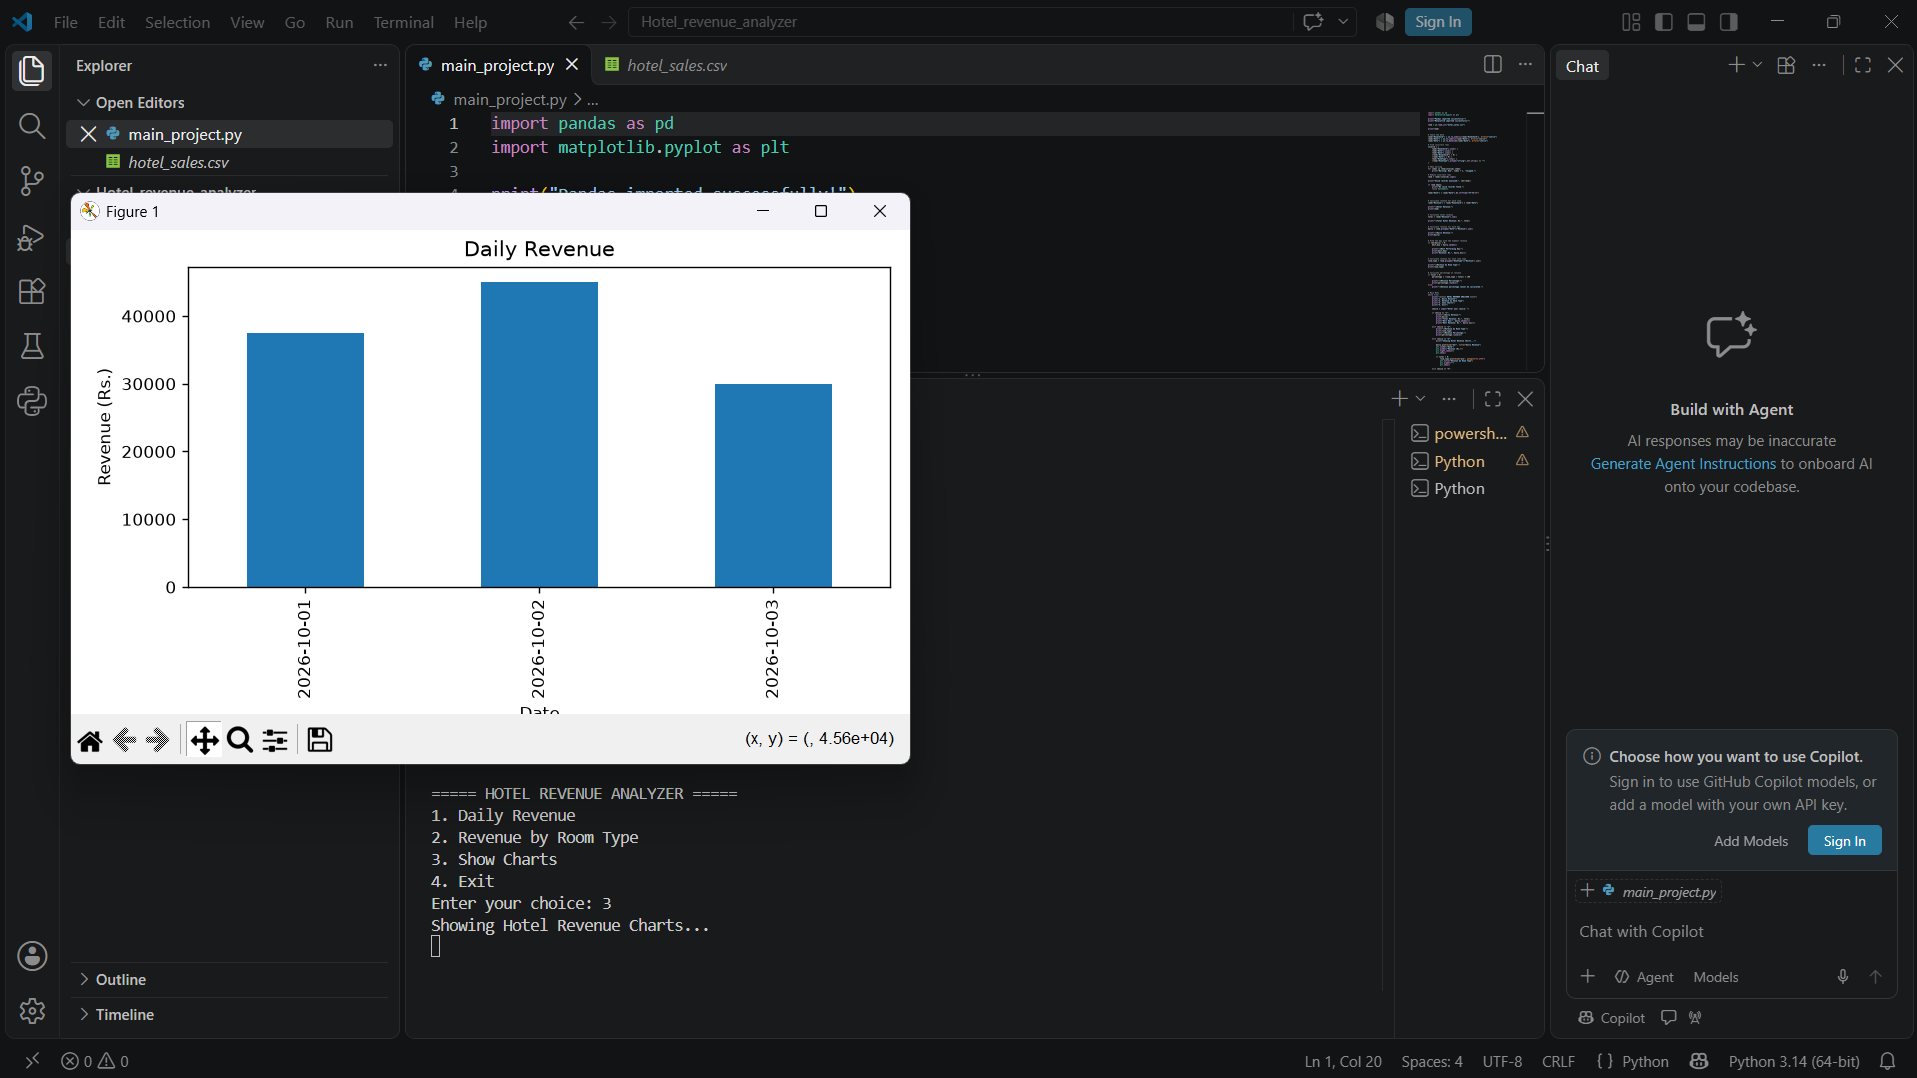 File Edit Selection View Go Run Terminal Help
Hotel_revenue_analyzer
Sign In
Explorer
Open Editors
main_project.py
hotel_sales.csv
Hotel_revenue_analyzer
main_project.py
hotel_sales.csv
main_project.py > ...
1 import pandas as pd
2 import matplotlib.pyplot as plt
3
4 print("Pandas imported successfully!")
Figure 1
Daily Revenue
Revenue (Rs.)
40000
30000
20000
10000
0
2026-10-01
2026-10-02
2026-10-03
Date
(x, y) = (, 4.56e+04)
===== HOTEL REVENUE ANALYZER =====
1. Daily Revenue
2. Revenue by Room Type
3. Show Charts
4. Exit
Enter your choice: 3
Showing Hotel Revenue Charts...
powersh...
Python
Python
Outline
Timeline
Chat
Build with Agent
AI responses may be inaccurate
Generate Agent Instructions to onboard AI
onto your codebase.
Choose how you want to use Copilot.
Sign in to use GitHub Copilot models, or
add a model with your own API key.
Add Models
Sign In
main_project.py
Chat with Copilot
Agent Models
Copilot
0 0
Ln 1, Col 20 Spaces: 4 UTF-8 CRLF Python Python 3.14 (64-bit)